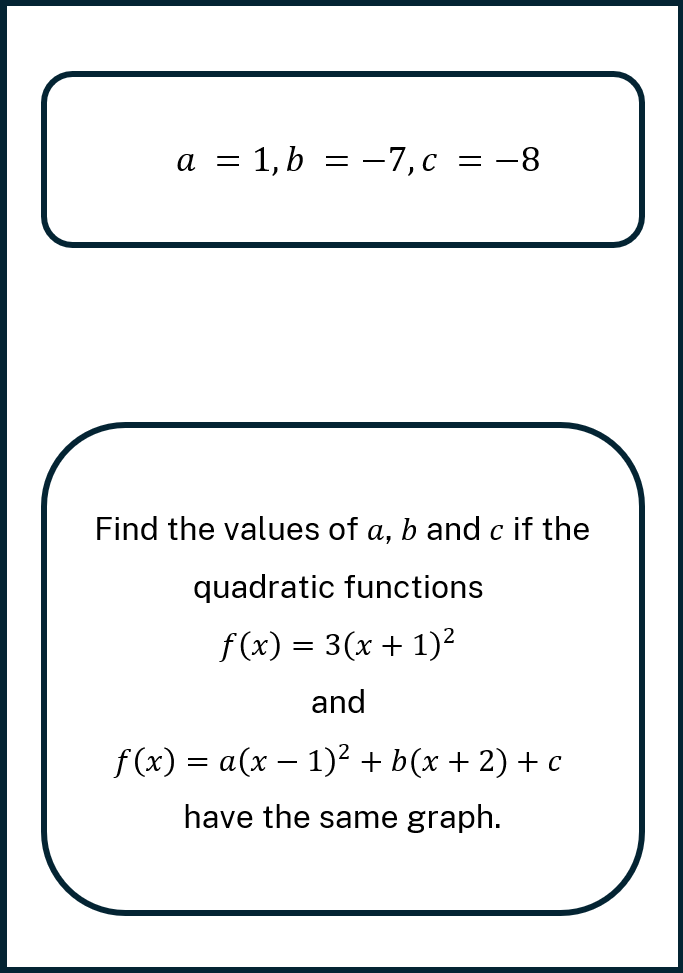 a = 1, b = −7, c = −8
Find the values of a, b and c if the
quadratic functions
f(x) = 3(x + 1)²
and
f(x) = a(x − 1)² + b(x + 2) + c
have the same graph.